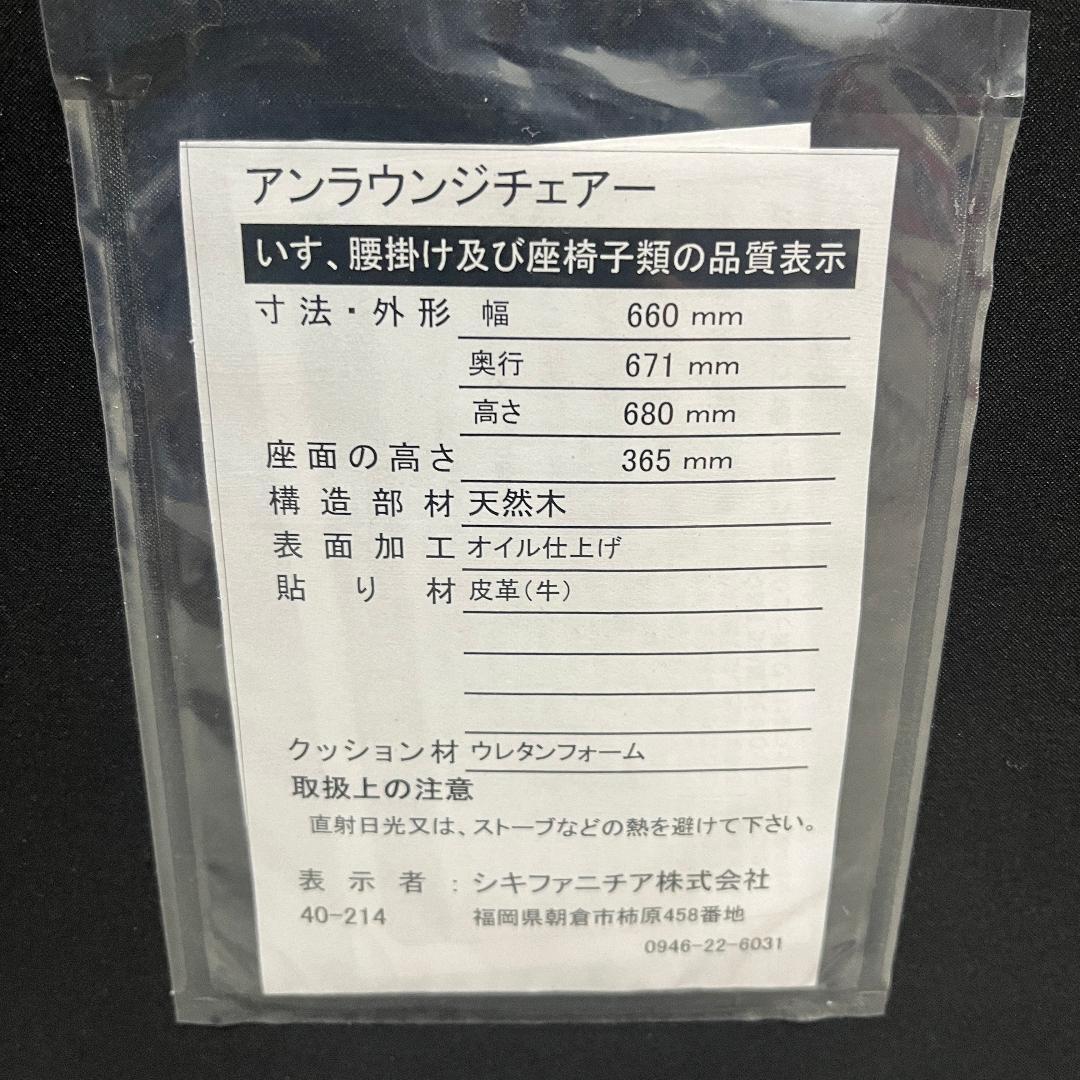 アンラウンジチェアー
いす、腰掛け及び座椅子類の品質表示
寸法・外形 幅 660 mm
奥行 671 mm
高さ 680 mm
座面の高さ 365 mm
構造部材 天然木
表面加工 オイル仕上げ
貼り材 皮革(牛)
クッション材 ウレタンフォーム
取扱上の注意
直射日光又は、ストーブなどの熱を避けて下さい。
表示者：シキファニチア株式会社
40-214 福岡県朝倉市柿原458番地
0946-22-6031